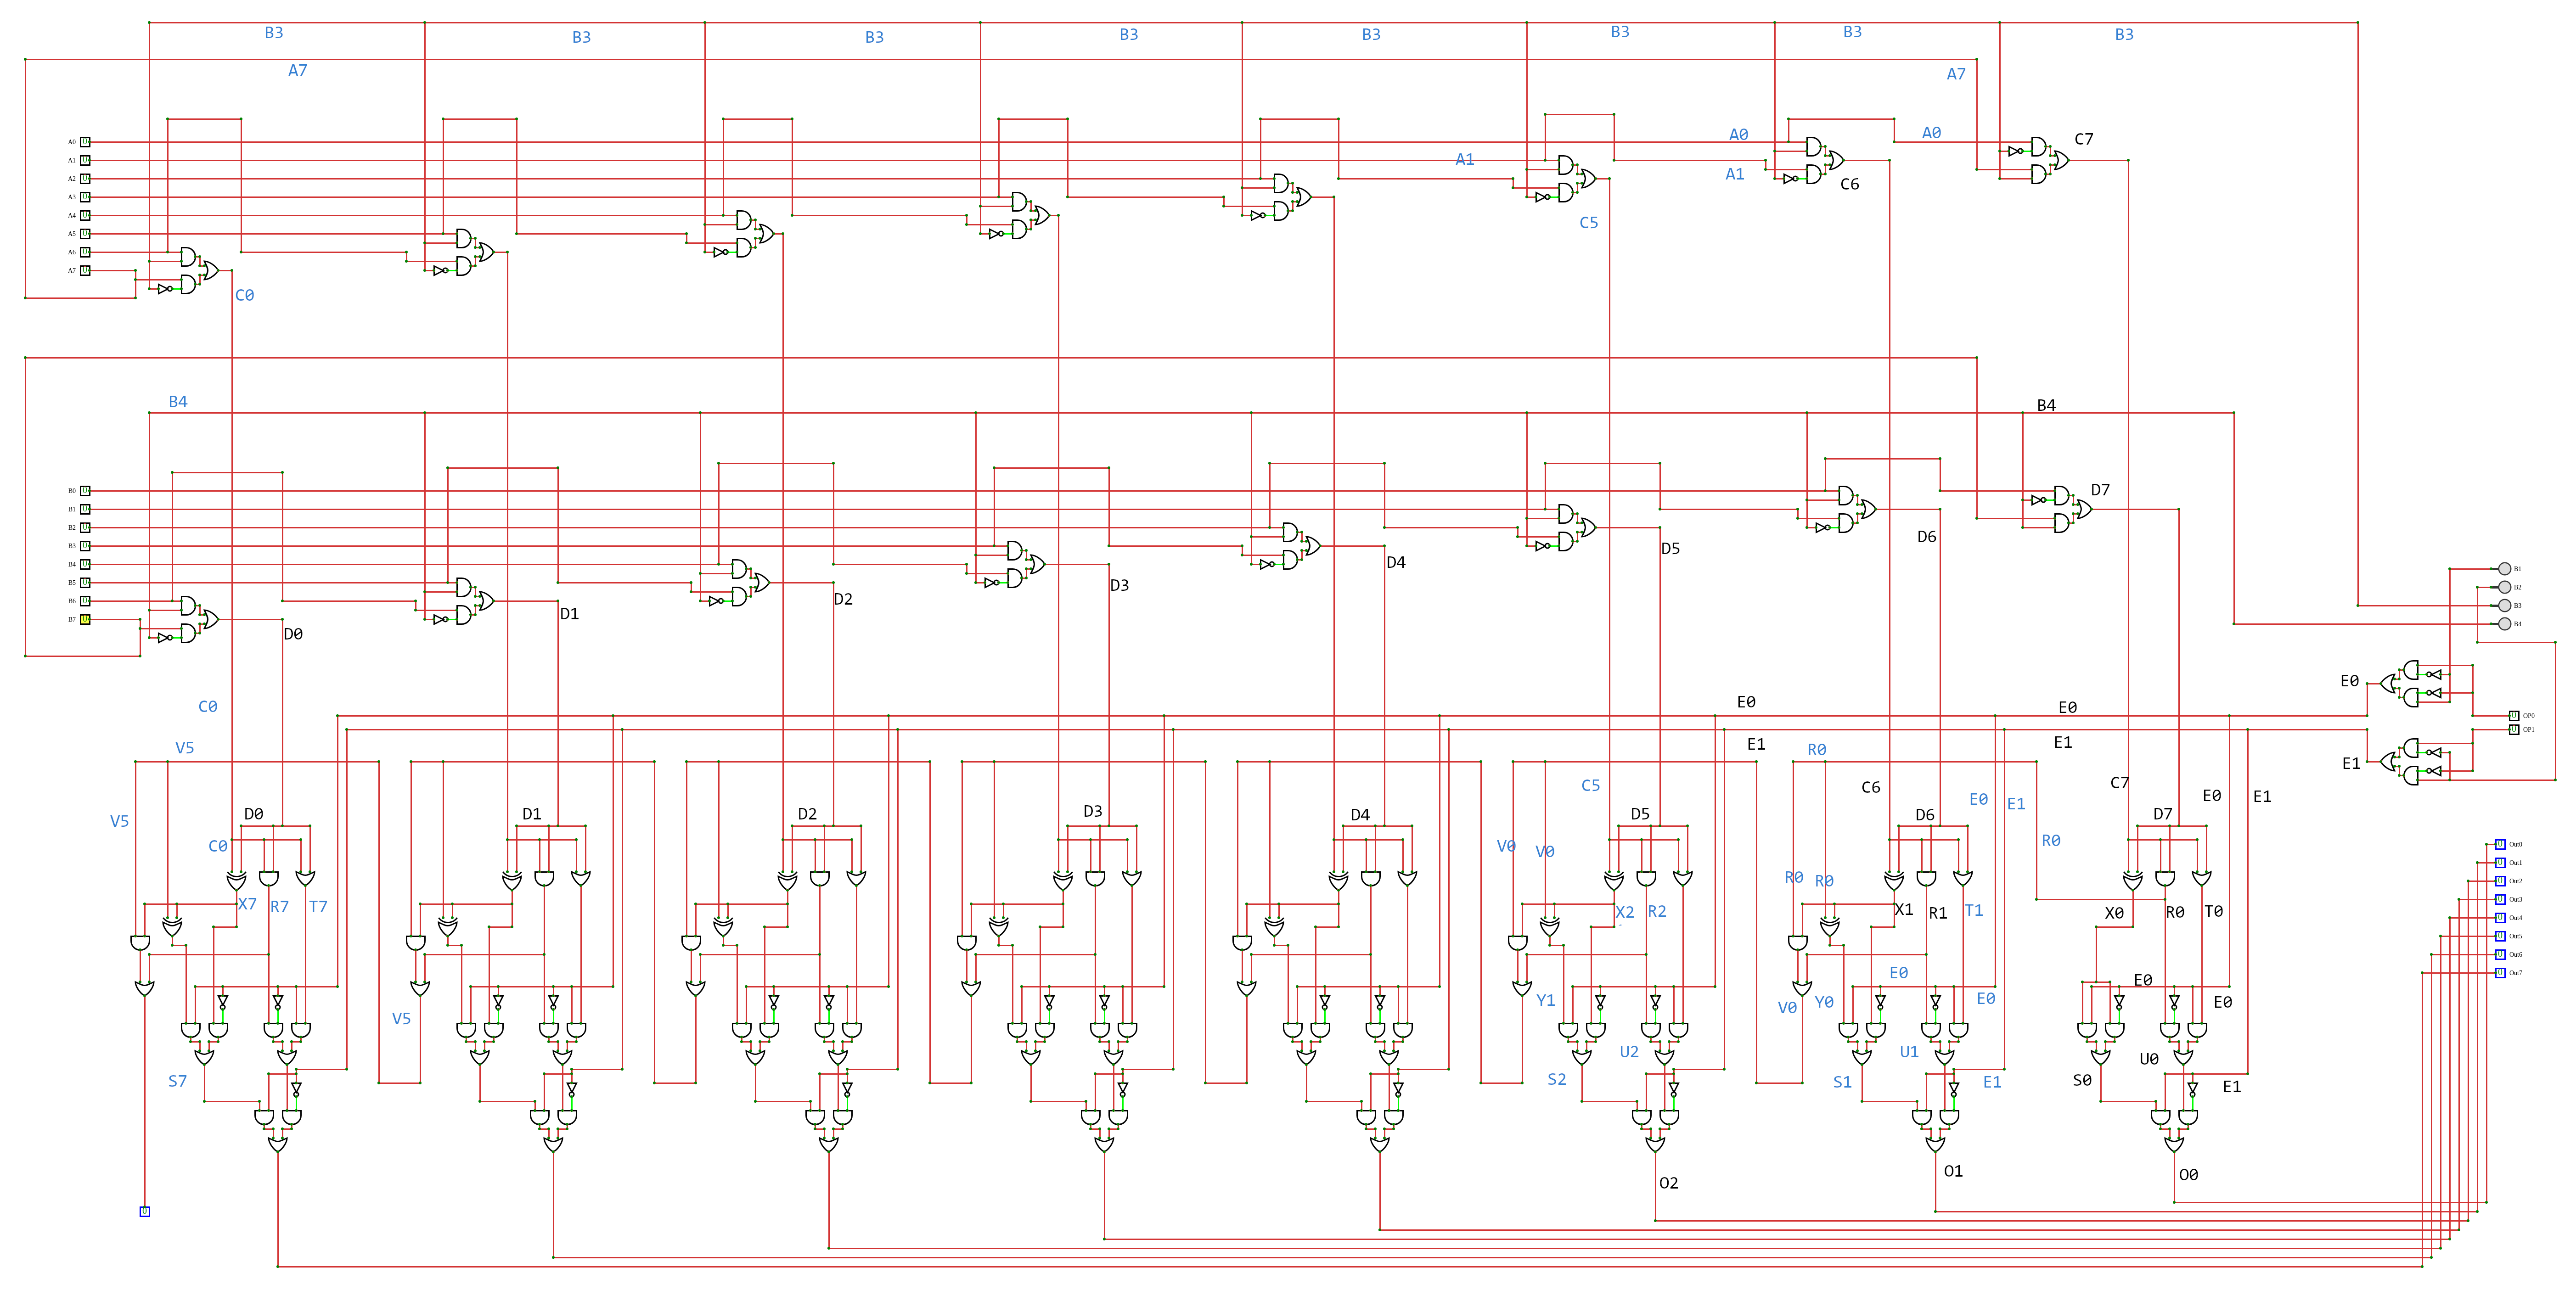 B3 B3 B3 B3 B3 B3 B3 B3
A7 A7
A0 A0 A0 C7
A1 A1 A1
A2 A1 C6
A3
A4 C5
A5
A6
A7
C0
B4 B4
B0 D7
B1
B2 D6
B3 D5
B4 D4
B5 D3
B6 D2
B7 D1
D0
B1
B2
B3
B4
E0
C0 E0 E0
OP0
OP1
V5 E1 R0 E1
E1
C5 C6 C7
E0 E1 E0 E1
V5 D0 D1 D2 D3 D4 D5 D6 D7
C0 V0 V0 R0 Out0
Out1
R0 R0 Out2
X7 R7 T7 X2 R2 X1 R1 T1 X0 R0 T0 Out3
Out4
Out5
Out6
E0 E0 Out7
V5 Y1 V0 Y0 E0 E0
U2 U1 U0
S7 S2 S1 E1 S0 E1
O2 O1 O0